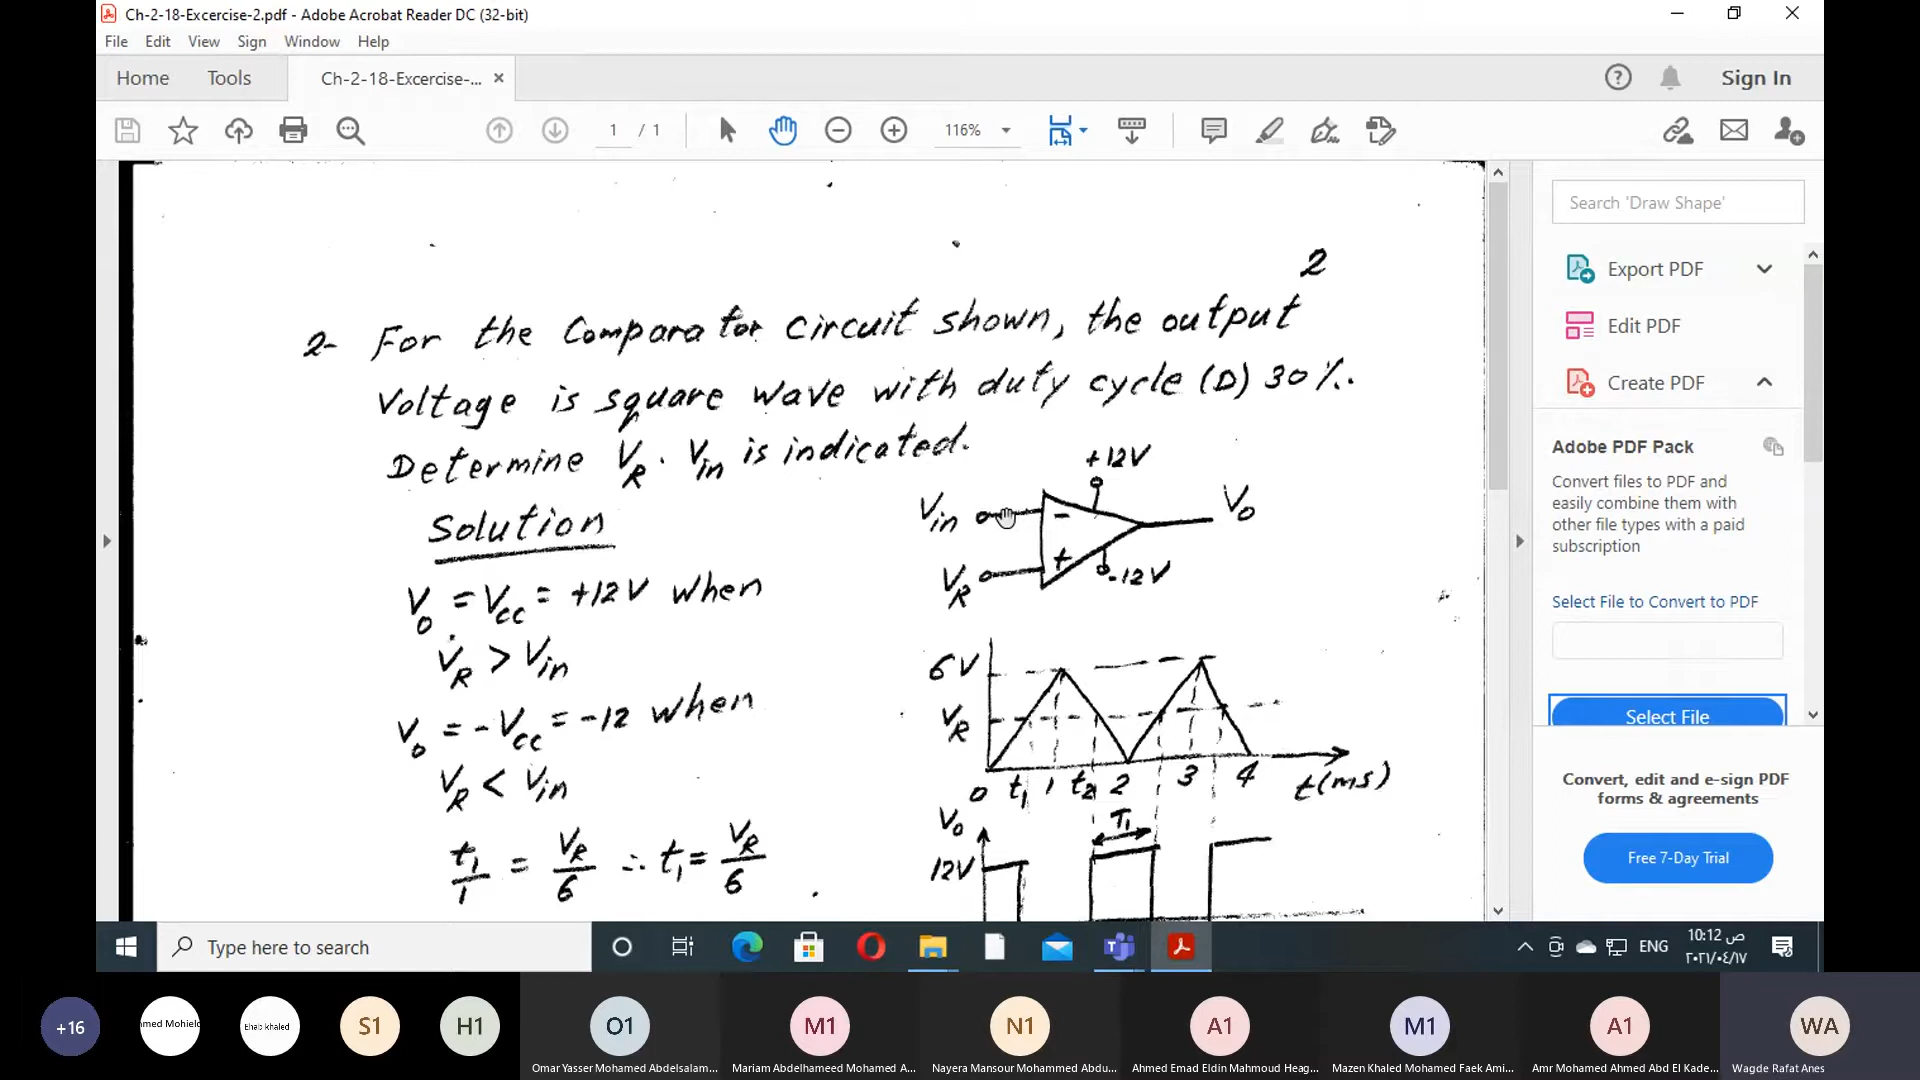 Ch-2-18-Excercise-2.pdf - Adobe Acrobat Reader DC (32-bit)
File Edit View Sign Window Help
Home Tools Ch-2-18-Excercise-... × Sign In
1 / 1 116%
2
2- For the Comparator Circuit shown, the output
Voltage is square wave with duty cycle (D) 30%.
Determine VR. Vin is indicated.
Solution
+12V
Vin - Vo
VR + -12V
Vo = Vcc = +12V when
VR > Vin
Vo = -Vcc = -12 when
VR < Vin
t1/1 = VR/6 ∴ t1 = VR/6
6V
VR
0 t1 1 t2 2 3 4 t(ms)
Vo T1
12V
Search 'Draw Shape'
Export PDF
Edit PDF
Create PDF
Adobe PDF Pack
Convert files to PDF and
easily combine them with
other file types with a paid
subscription
Select File to Convert to PDF
Select File
Convert, edit and e-sign PDF
forms & agreements
Free 7-Day Trial
Type here to search
ENG
10:12 ص
٢٠٢١/٠٤/١٧
+16
Ehab khaled
S1
H1
O1
M1
N1
A1
M1
A1
WA
Omar Yasser Mohamed Abdelsalam...
Mariam Abdelhameed Mohamed A...
Nayera Mansour Mohammed Abdu...
Ahmed Emad Eldin Mahmoud Heag...
Mazen Khaled Mohamed Faek Ami...
Amr Mohamed Ahmed Abd El Kade...
Wagde Rafat Anes